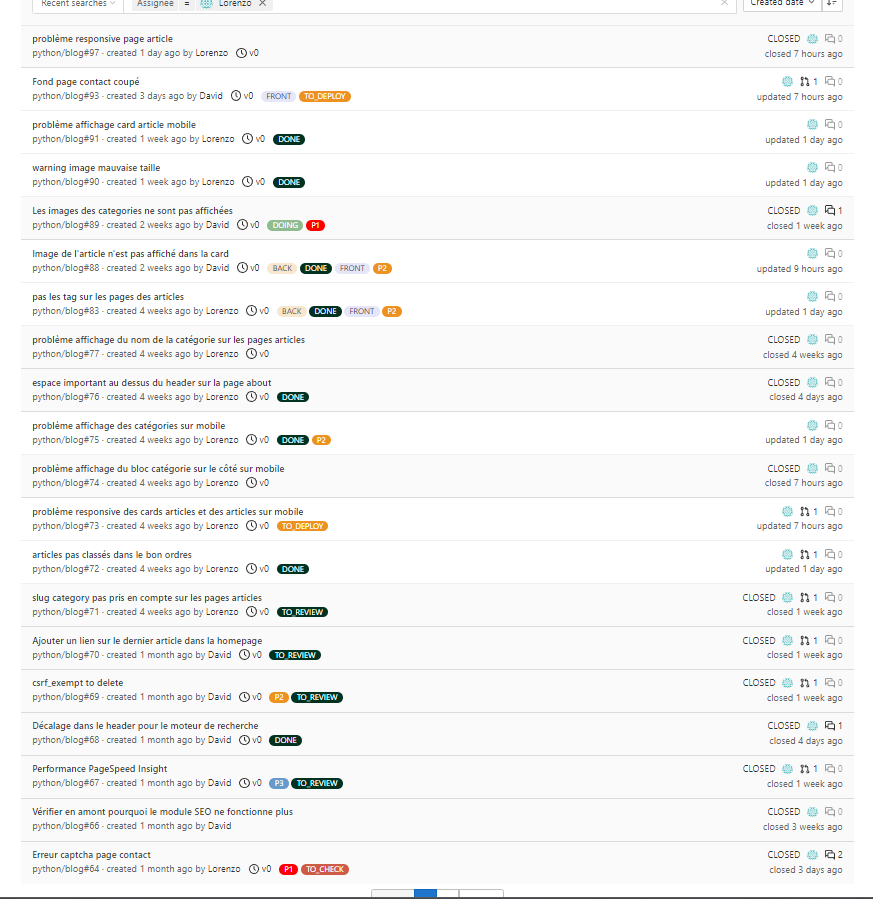 Recent searches Assignee = Lorenzo Created date
problème responsive page article CLOSED 0
python/blog#97 · created 1 day ago by Lorenzo v0 closed 7 hours ago
Fond page contact coupé 1 0
python/blog#93 · created 3 days ago by David v0 FRONT TO_DEPLOY updated 7 hours ago
problème affichage card article mobile 0
python/blog#91 · created 1 week ago by Lorenzo v0 DONE updated 1 day ago
warning image mauvaise taille 0
python/blog#90 · created 1 week ago by Lorenzo v0 DONE updated 1 day ago
Les images des categories ne sont pas affichées CLOSED 1
python/blog#89 · created 2 weeks ago by David v0 DOING P1 closed 1 week ago
Image de l'article n'est pas affiché dans la card 0
python/blog#88 · created 2 weeks ago by David v0 BACK DONE FRONT P2 updated 9 hours ago
pas les tag sur les pages des articles 0
python/blog#83 · created 4 weeks ago by Lorenzo v0 BACK DONE FRONT P2 updated 1 day ago
problème affichage du nom de la catégorie sur les pages articles CLOSED 0
python/blog#77 · created 4 weeks ago by Lorenzo v0 closed 4 weeks ago
espace important au dessus du header sur la page about CLOSED 0
python/blog#76 · created 4 weeks ago by Lorenzo v0 DONE closed 4 days ago
problème affichage des catégories sur mobile 0
python/blog#75 · created 4 weeks ago by Lorenzo v0 DONE P2 updated 1 day ago
problème affichage du bloc catégorie sur le côté sur mobile CLOSED 0
python/blog#74 · created 4 weeks ago by Lorenzo v0 closed 7 hours ago
problème responsive des cards articles et des articles sur mobile 1 0
python/blog#73 · created 4 weeks ago by Lorenzo v0 TO_DEPLOY updated 7 hours ago
articles pas classés dans le bon ordres 1 0
python/blog#72 · created 4 weeks ago by Lorenzo v0 DONE updated 1 day ago
slug category pas pris en compte sur les pages articles CLOSED 1 0
python/blog#71 · created 4 weeks ago by Lorenzo v0 TO_REVIEW closed 1 week ago
Ajouter un lien sur le dernier article dans la homepage CLOSED 1 0
python/blog#70 · created 1 month ago by David v0 TO_REVIEW closed 1 week ago
csrf_exempt to delete CLOSED 1 0
python/blog#69 · created 1 month ago by David v0 P2 TO_REVIEW closed 1 week ago
Décalage dans le header pour le moteur de recherche CLOSED 1
python/blog#68 · created 1 month ago by David v0 DONE closed 4 days ago
Performance PageSpeed Insight CLOSED 1 0
python/blog#67 · created 1 month ago by David v0 P3 TO_REVIEW closed 1 week ago
Vérifier en amont pourquoi le module SEO ne fonctionne plus CLOSED 0
python/blog#66 · created 1 month ago by David closed 3 weeks ago
Erreur captcha page contact CLOSED 2
python/blog#64 · created 1 month ago by Lorenzo v0 P1 TO_CHECK closed 3 days ago